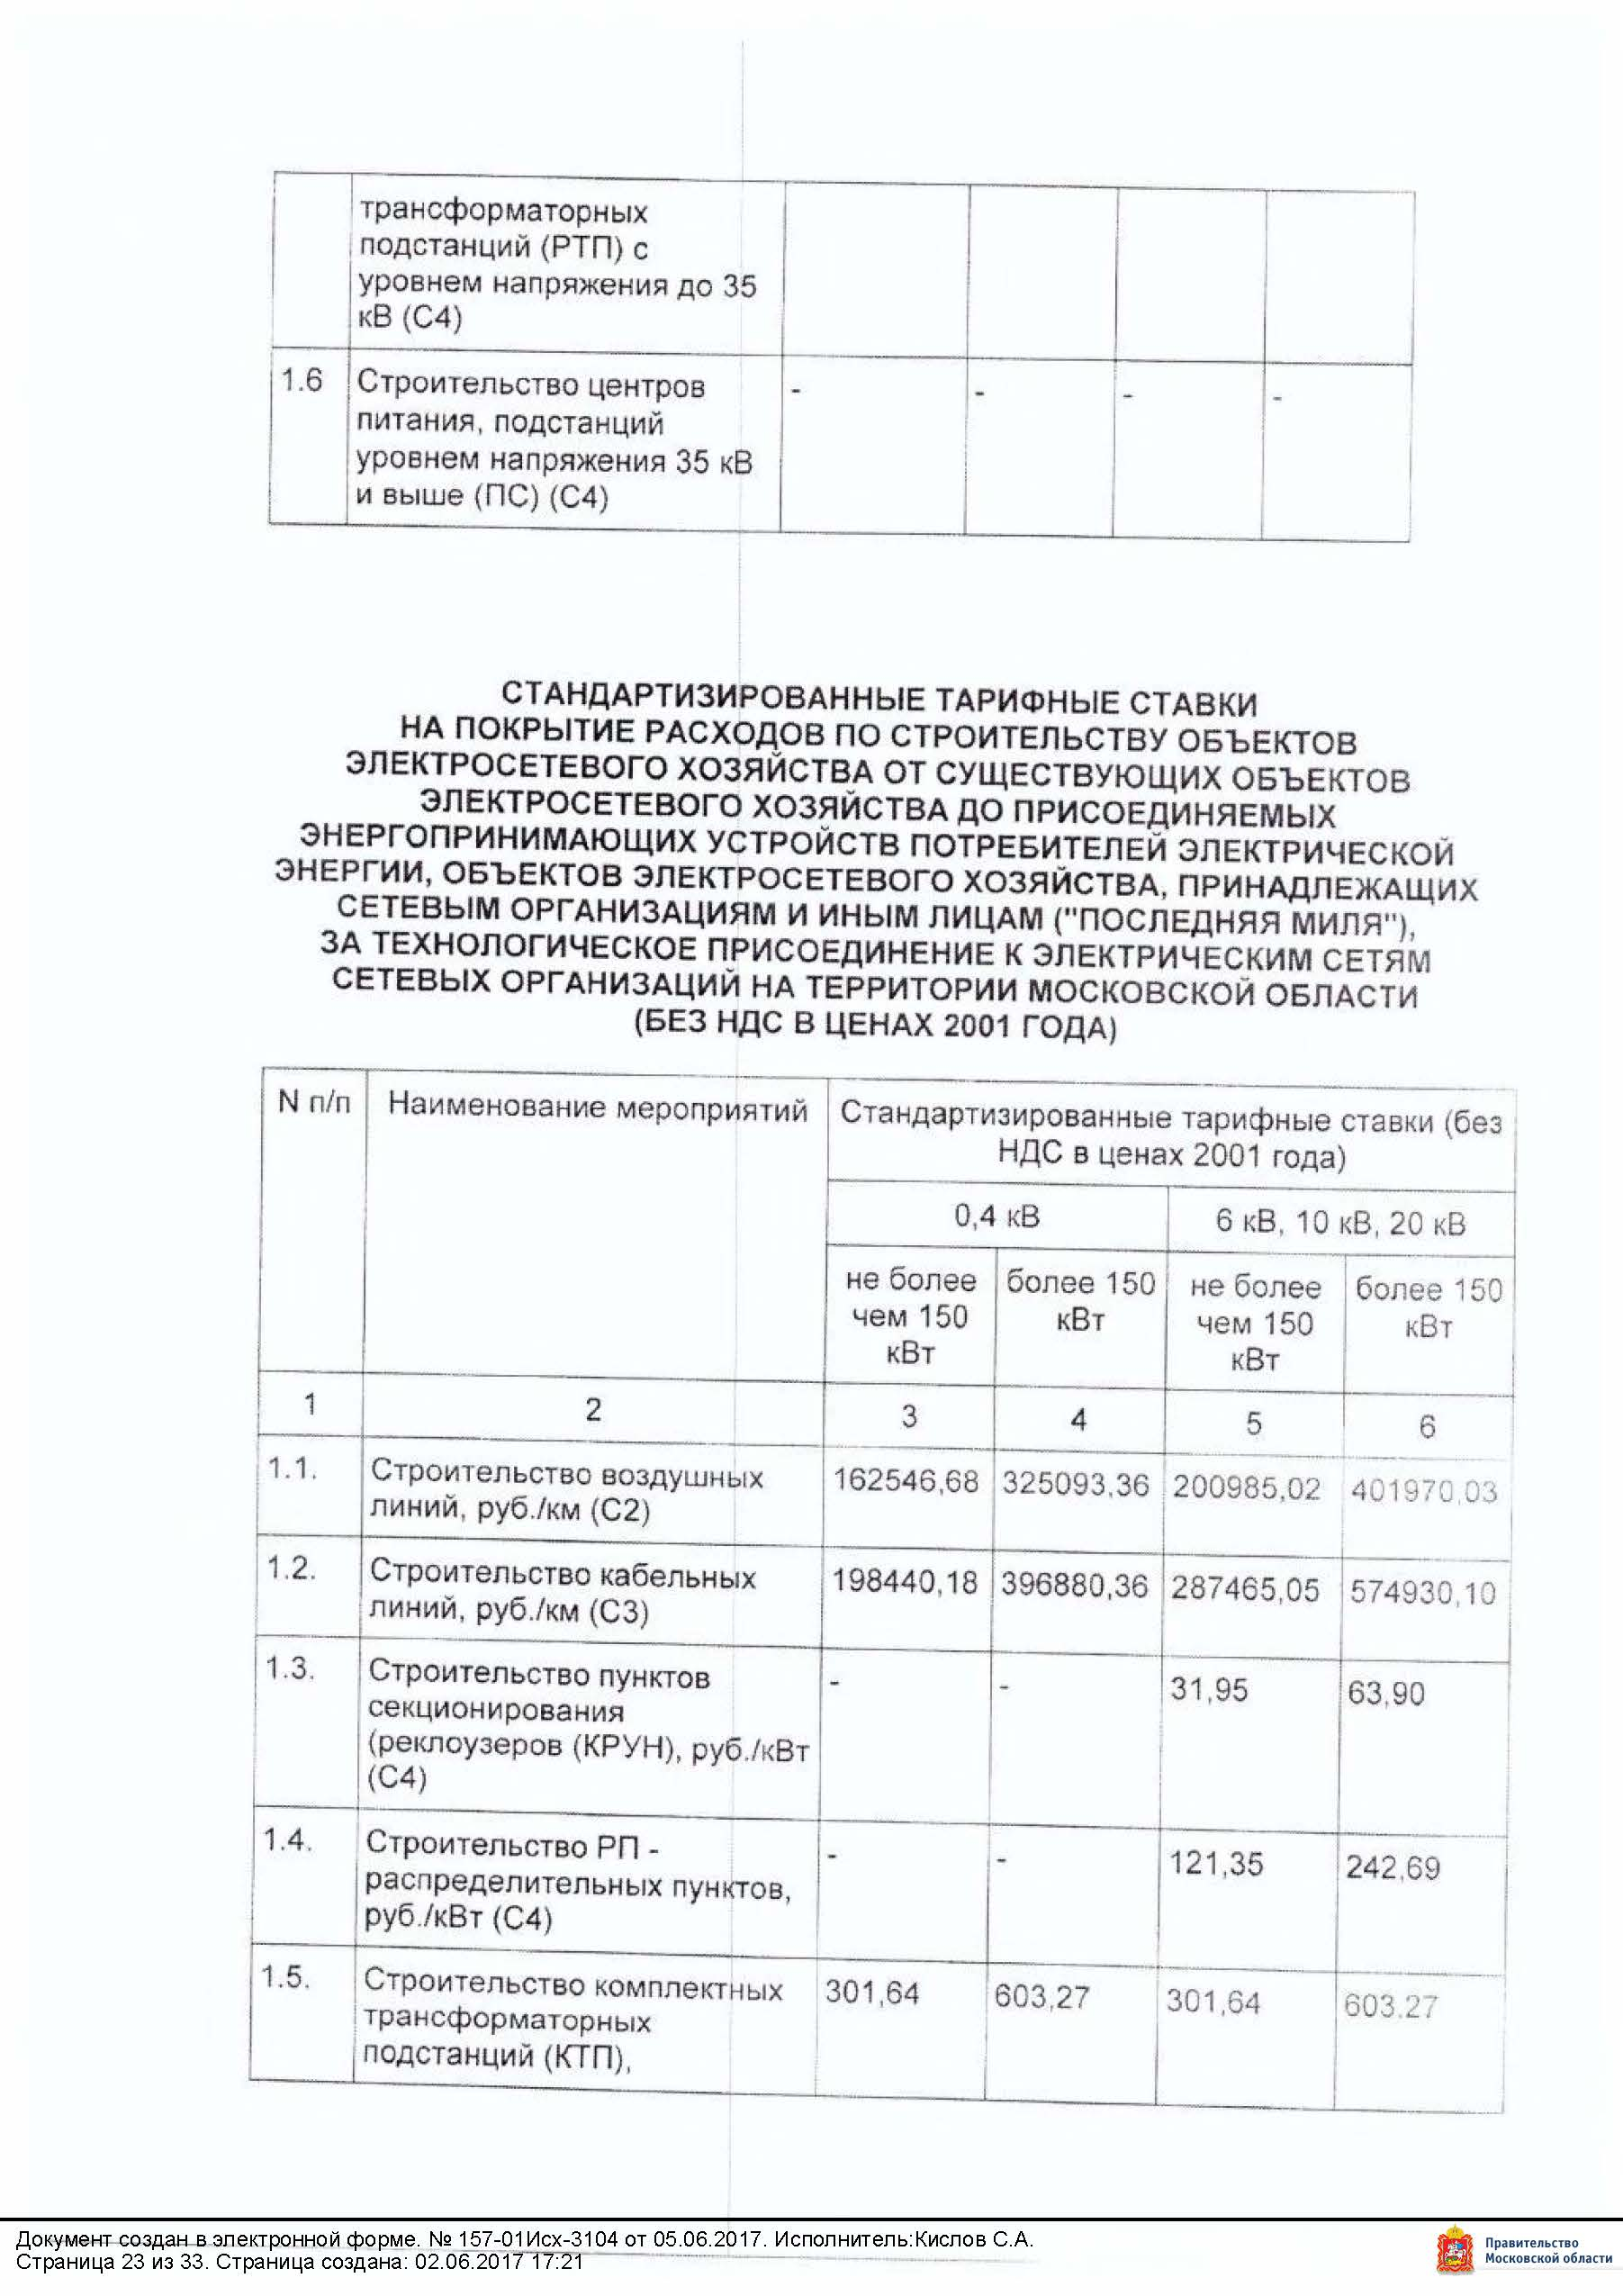 трансформаторных
подстанций (РТП) с
уровнем напряжения до 35
кВ (С4)
1.6 Строительство центров - - - -
питания, подстанций
уровнем напряжения 35 кВ
и выше (ПС) (С4)
СТАНДАРТИЗИРОВАННЫЕ ТАРИФНЫЕ СТАВКИ
НА ПОКРЫТИЕ РАСХОДОВ ПО СТРОИТЕЛЬСТВУ ОБЪЕКТОВ
ЭЛЕКТРОСЕТЕВОГО ХОЗЯЙСТВА ОТ СУЩЕСТВУЮЩИХ ОБЪЕКТОВ
ЭЛЕКТРОСЕТЕВОГО ХОЗЯЙСТВА ДО ПРИСОЕДИНЯЕМЫХ
ЭНЕРГОПРИНИМАЮЩИХ УСТРОЙСТВ ПОТРЕБИТЕЛЕЙ ЭЛЕКТРИЧЕСКОЙ
ЭНЕРГИИ, ОБЪЕКТОВ ЭЛЕКТРОСЕТЕВОГО ХОЗЯЙСТВА, ПРИНАДЛЕЖАЩИХ
СЕТЕВЫМ ОРГАНИЗАЦИЯМ И ИНЫМ ЛИЦАМ ("ПОСЛЕДНЯЯ МИЛЯ"),
ЗА ТЕХНОЛОГИЧЕСКОЕ ПРИСОЕДИНЕНИЕ К ЭЛЕКТРИЧЕСКИМ СЕТЯМ
СЕТЕВЫХ ОРГАНИЗАЦИЙ НА ТЕРРИТОРИИ МОСКОВСКОЙ ОБЛАСТИ
(БЕЗ НДС В ЦЕНАХ 2001 ГОДА)
N п/п Наименование мероприятий Стандартизированные тарифные ставки (без
НДС в ценах 2001 года)
0,4 кВ 6 кВ, 10 кВ, 20 кВ
не более более 150 не более более 150
чем 150 кВт чем 150 кВт
кВт кВт
1 2 3 4 5 6
1.1. Строительство воздушных 162546,68 325093,36 200985,02 401970,03
линий, руб./км (С2)
1.2. Строительство кабельных 198440,18 396880,36 287465,05 574930,10
линий, руб./км (С3)
1.3. Строительство пунктов - - 31,95 63,90
секционирования
(реклоузеров (КРУН), руб./кВт
(С4)
1.4. Строительство РП - - - 121,35 242,69
распределительных пунктов,
руб./кВт (С4)
1.5. Строительство комплектных 301,64 603,27 301,64 603.27
трансформаторных
подстанций (КТП),
Документ создан в электронной форме. № 157-01Исх-3104 от 05.06.2017. Исполнитель:Кислов С.А.
Страница 23 из 33. Страница создана: 02.06.2017 17:21
Правительство
Московской области